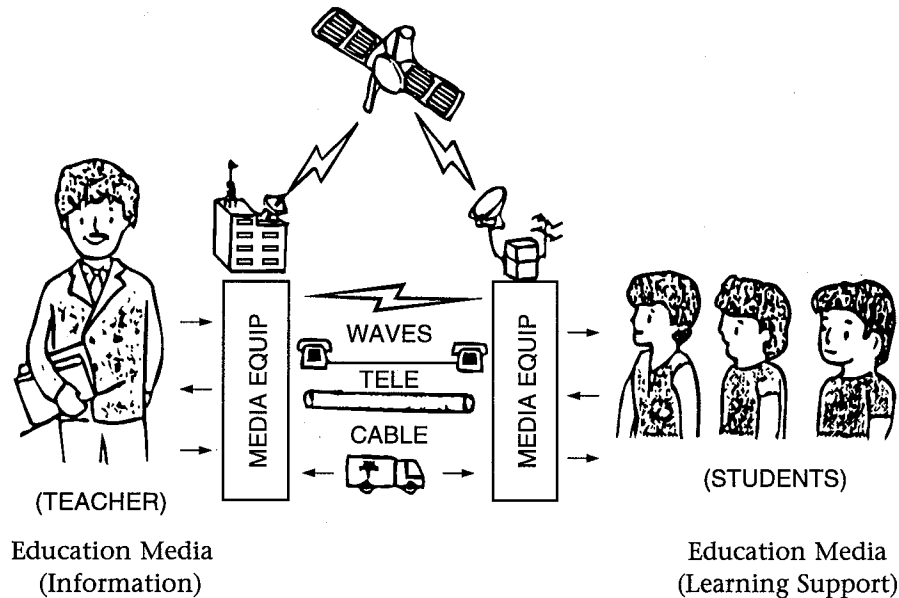 WAVES
TELE
CABLE
MEDIA EQUIP
MEDIA EQUIP
(TEACHER)
(STUDENTS)
Education Media
(Information)
Education Media
(Learning Support)